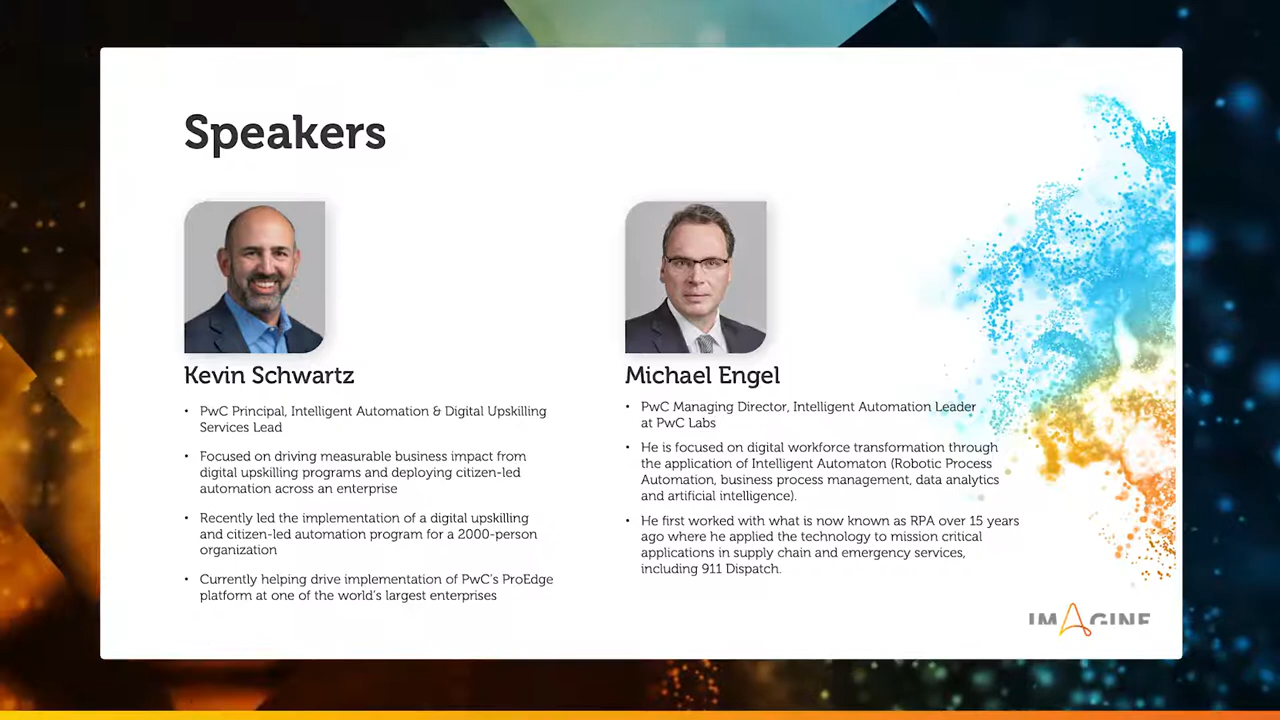 Speakers
Kevin Schwartz
• PwC Principal, Intelligent Automation & Digital Upskilling
Services Lead
• Focused on driving measurable business impact from
digital upskilling programs and deploying citizen-led
automation across an enterprise
• Recently led the implementation of a digital upskilling
and citizen-led automation program for a 2000-person
organization
• Currently helping drive implementation of PwC's ProEdge
platform at one of the world's largest enterprises
Michael Engel
• PwC Managing Director, Intelligent Automation Leader
at PwC Labs
• He is focused on digital workforce transformation through
the application of Intelligent Automaton (Robotic Process
Automation, business process management, data analytics
and artificial intelligence).
• He first worked with what is now known as RPA over 15 years
ago where he applied the technology to mission critical
applications in supply chain and emergency services,
including 911 Dispatch.
IMAGINE